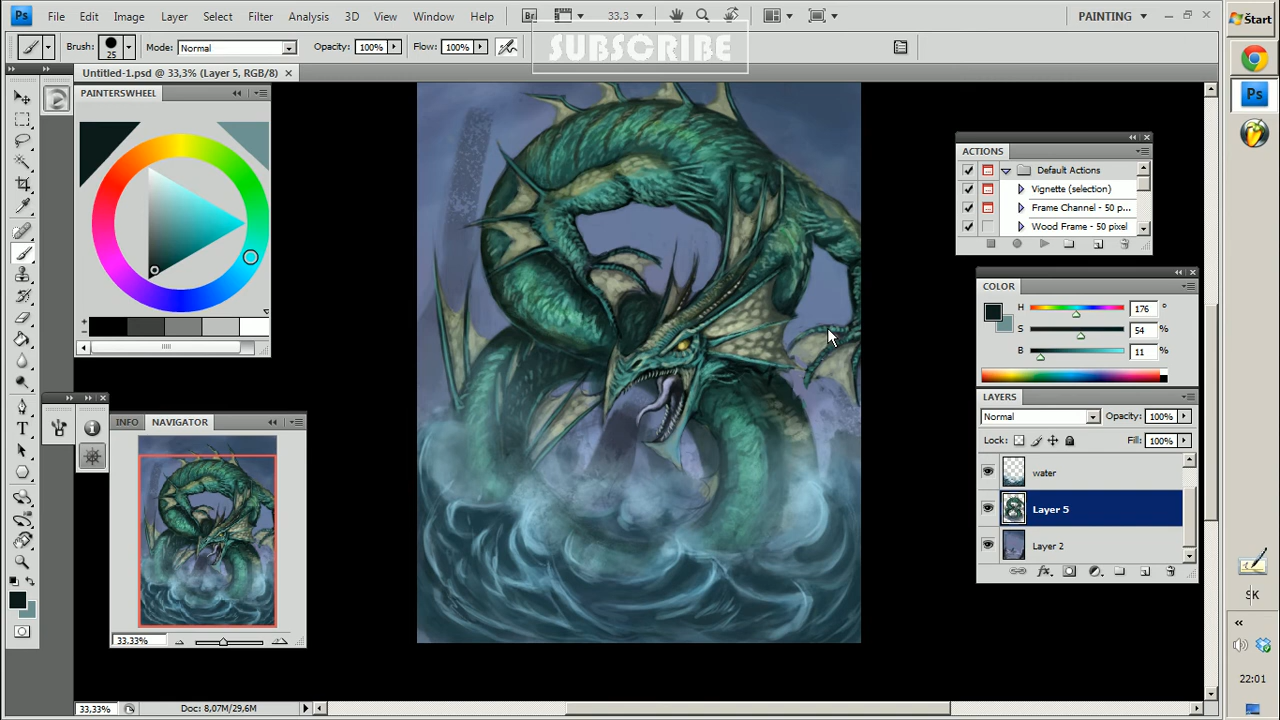 Ps File Edit Image Layer Select Filter Analysis 3D View Window Help Br 33.3 PAINTING Start
Brush: 25 Mode: Normal Opacity: 100% Flow: 100% SUBSCRIBE
Untitled-1.psd @ 33,3% (Layer 5, RGB/8)
PAINTERSWHEEL
Ps
ACTIONS
Default Actions
Vignette (selection)
Frame Channel - 50 p...
Wood Frame - 50 pixel
COLOR
H 176 °
S 54 %
B 11 %
LAYERS
Normal Opacity: 100%
Lock: Fill: 100%
water
Layer 5
Layer 2
INFO NAVIGATOR
33,33%
T
SK
22:01
33,33% Doc: 8,07M/29,6M